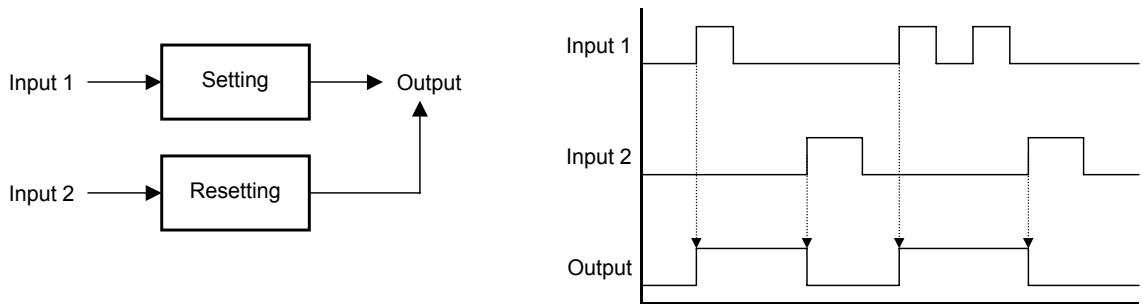 Input 1
Setting
Output
Input 2
Resetting
Input 1
Input 2
Output